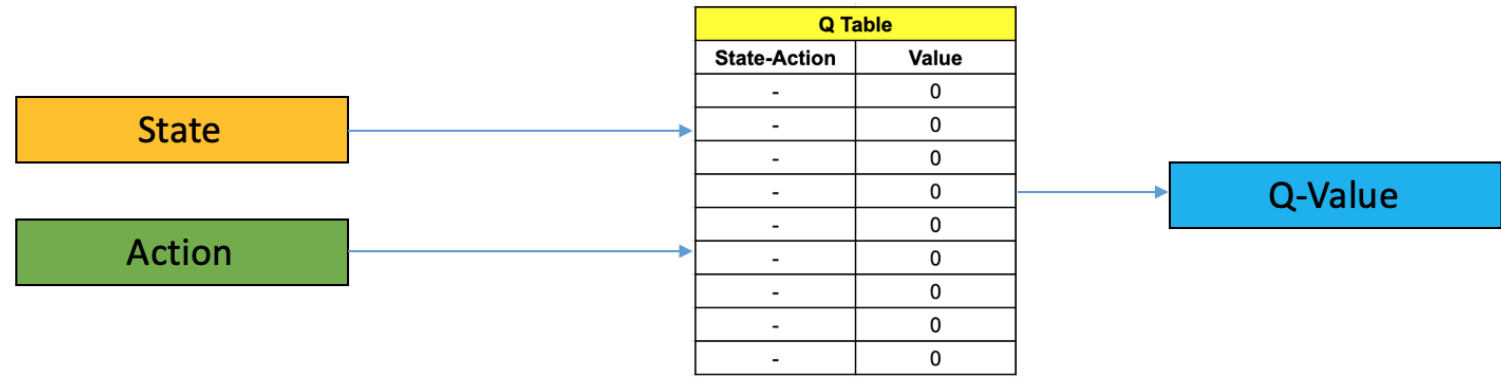 Q Table
State-Action Value
- 0
- 0
State
- 0
- 0
Q-Value
- 0
Action
- 0
- 0
- 0
- 0